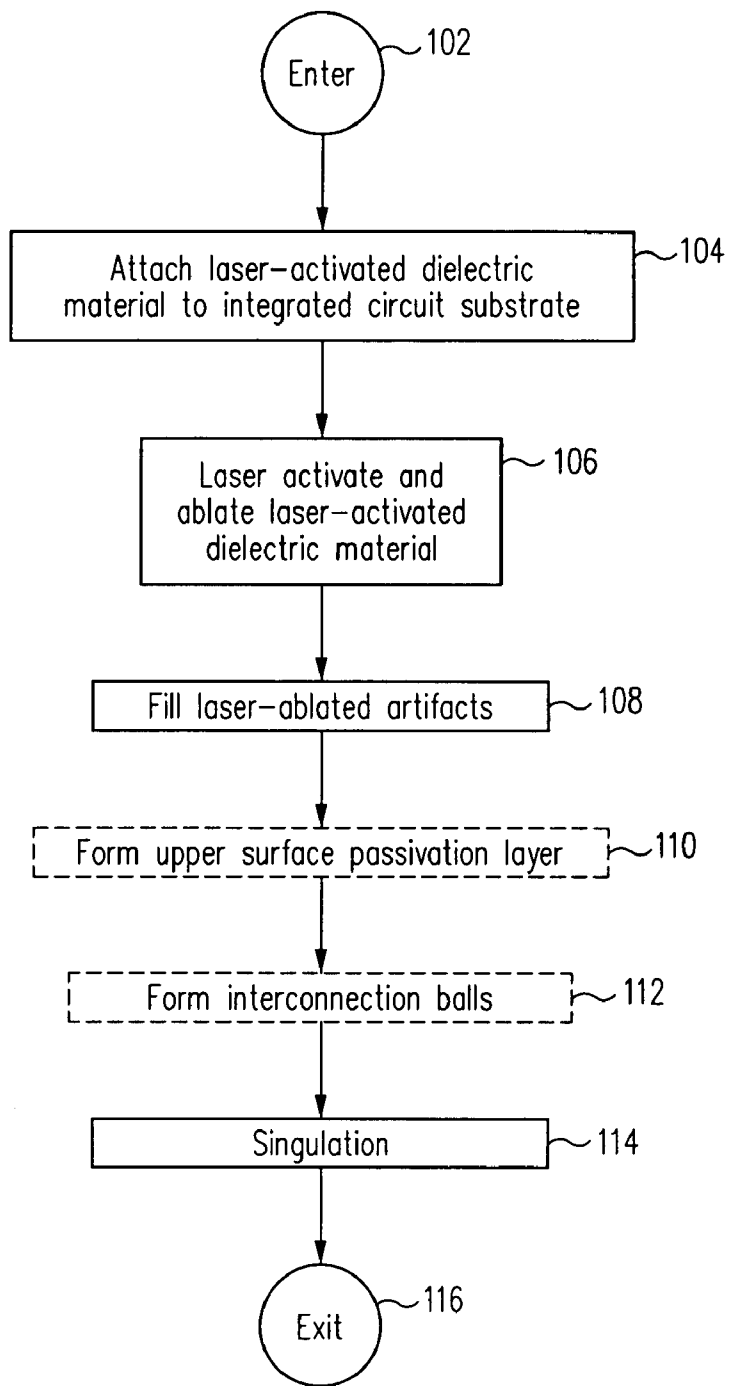 Enter
102
Attach laser-activated dielectric
material to integrated circuit substrate
104
Laser activate and
ablate laser-activated
dielectric material
106
Fill laser-ablated artifacts
108
Form upper surface passivation layer
110
Form interconnection balls
112
Singulation
114
Exit
116